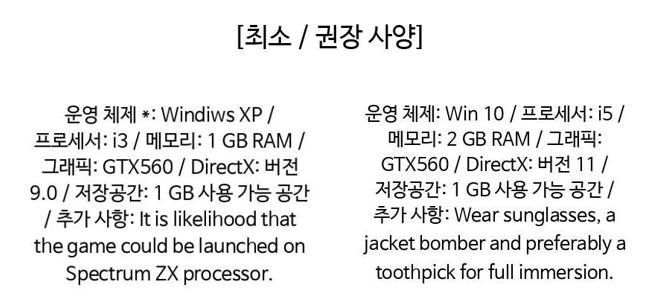 [최소 / 권장 사양]
운영 체제 *: Windiws XP /
프로세서: i3 / 메모리: 1 GB RAM /
그래픽: GTX560 / DirectX: 버전
9.0 / 저장공간: 1 GB 사용 가능 공간
/ 추가 사항: It is likelihood that
the game could be launched on
Spectrum ZX processor.
운영 체제: Win 10 / 프로세서: i5 /
메모리: 2 GB RAM / 그래픽:
GTX560 / DirectX: 버전 11 /
저장공간: 1 GB 사용 가능 공간 /
추가 사항: Wear sunglasses, a
jacket bomber and preferably a
toothpick for full immersion.